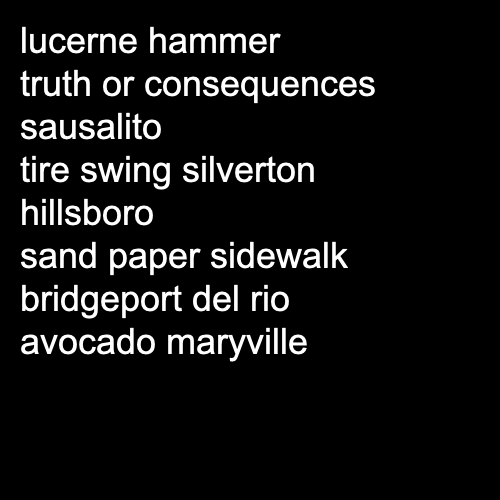 lucerne hammer
truth or consequences
sausalito
tire swing silverton
hillsboro
sand paper sidewalk
bridgeport del rio
avocado maryville